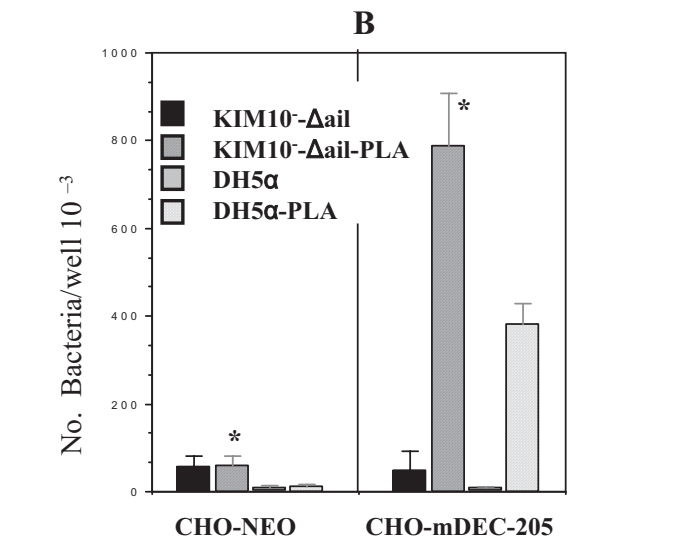 B
1000
800
600
400
200
0
No. Bacteria/well 10 ⁻³
KIM10⁻-Δail
KIM10⁻-Δail-PLA
DH5α
DH5α-PLA
*
*
CHO-NEO
CHO-mDEC-205